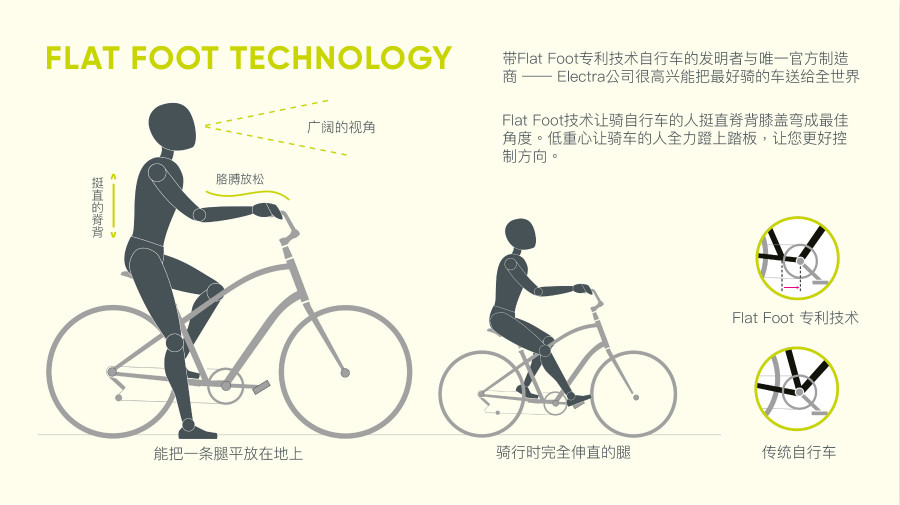 FLAT FOOT TECHNOLOGY
带Flat Foot专利技术自行车的发明者与唯一官方制造
商 —— Electra公司很高兴能把最好骑的车送给全世界
Flat Foot技术让骑自行车的人挺直脊背膝盖弯成最佳
角度。低重心让骑车的人全力蹬上踏板，让您更好控
制方向。
广阔的视角
胳膊放松
挺直的脊背
Flat Foot 专利技术
能把一条腿平放在地上
骑行时完全伸直的腿
传统自行车